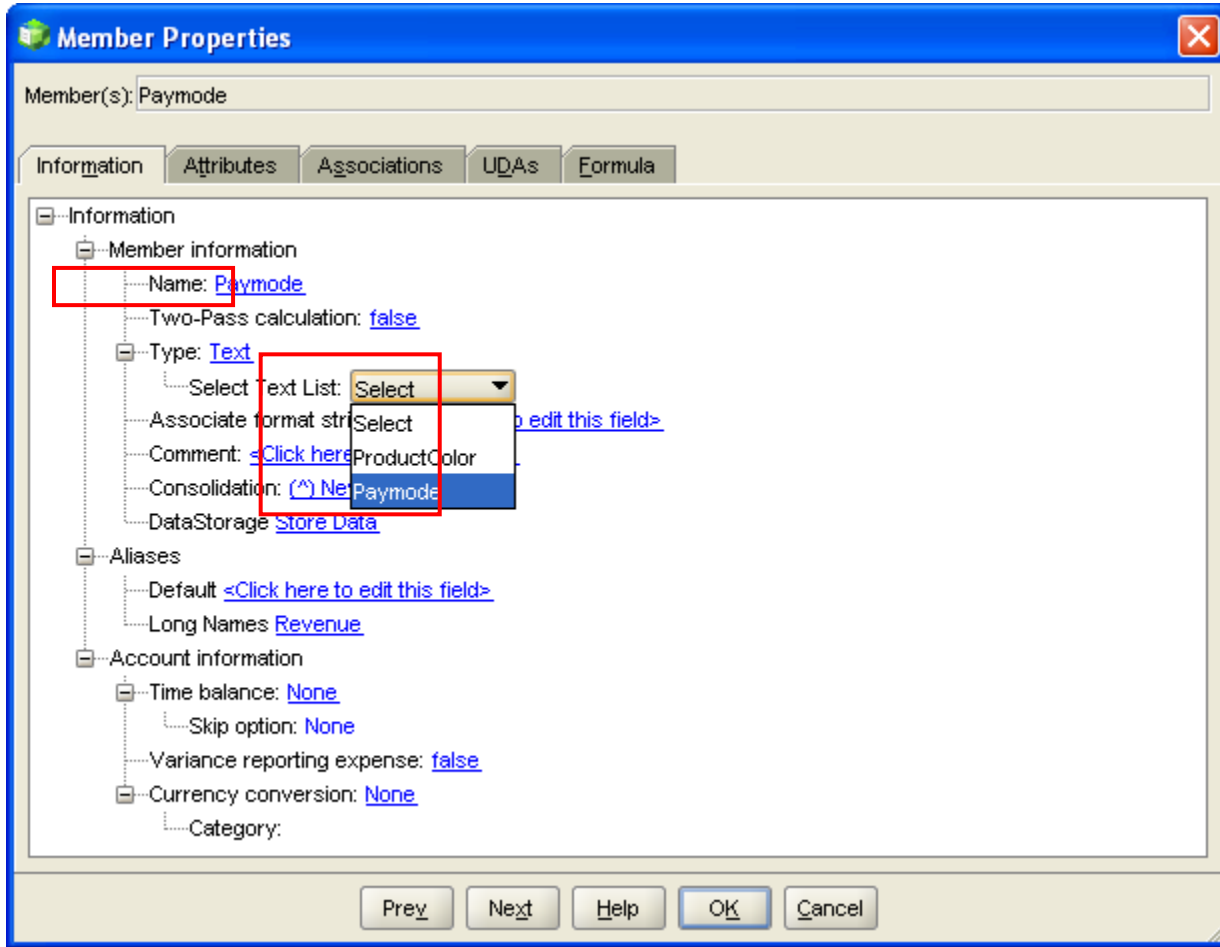 Member Properties
Member(s): Paymode
Information Attributes Associations UDAs Formula
Information
Member information
Name: Paymode
Two-Pass calculation: false
Type: Text
Select Text List: Select
Associate format stri o edit this field>
Select
Comment: <Click here
ProductColor
Consolidation: (^) Ne
Paymode
DataStorage Store Data
Aliases
Default <Click here to edit this field>
Long Names Revenue
Account information
Time balance: None
Skip option: None
Variance reporting expense: false
Currency conversion: None
Category:
Prev Next Help OK Cancel